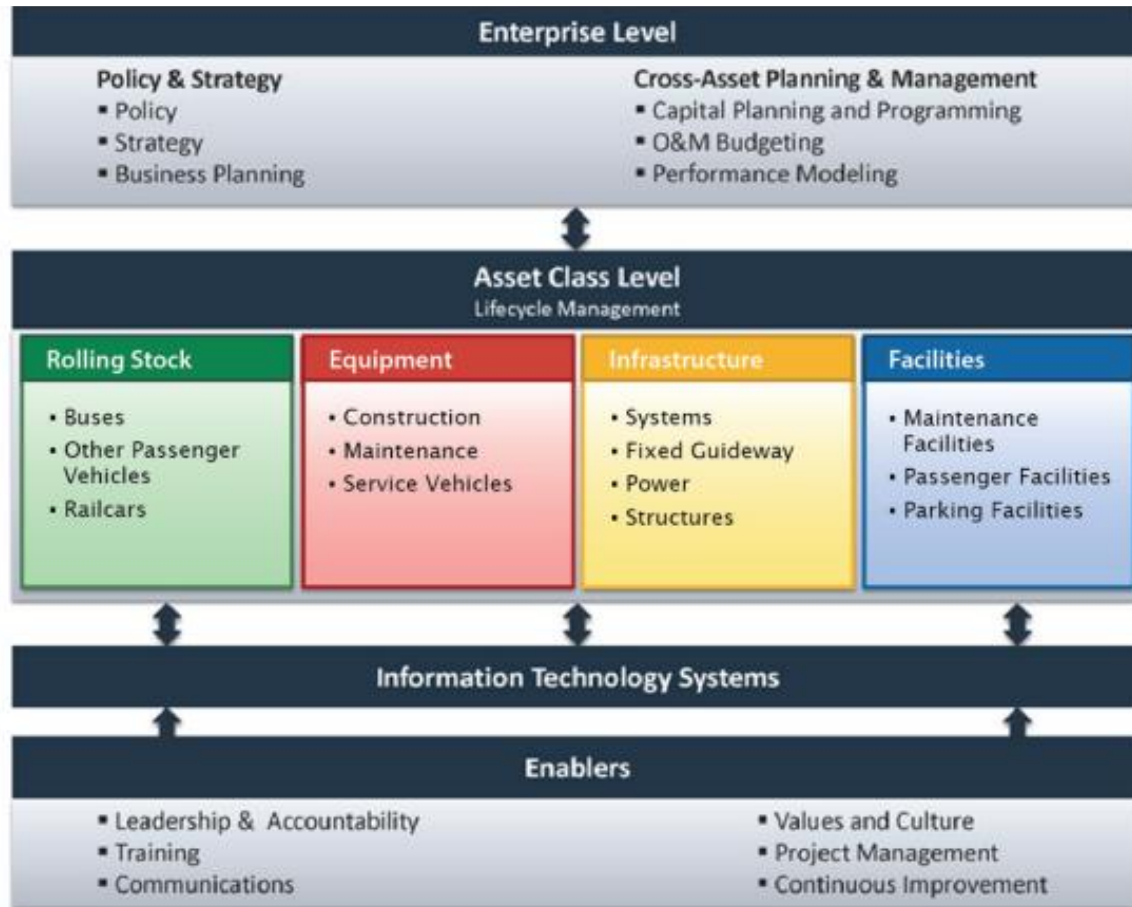 Enterprise Level
Policy & Strategy
▪ Policy
▪ Strategy
▪ Business Planning
Cross-Asset Planning & Management
▪ Capital Planning and Programming
▪ O&M Budgeting
▪ Performance Modeling
Asset Class Level
Lifecycle Management
Rolling Stock
• Buses
• Other Passenger
Vehicles
• Railcars
Equipment
• Construction
• Maintenance
• Service Vehicles
Infrastructure
• Systems
• Fixed Guideway
• Power
• Structures
Facilities
• Maintenance
Facilities
• Passenger Facilities
• Parking Facilities
Information Technology Systems
Enablers
▪ Leadership & Accountability
▪ Training
▪ Communications
▪ Values and Culture
▪ Project Management
▪ Continuous Improvement